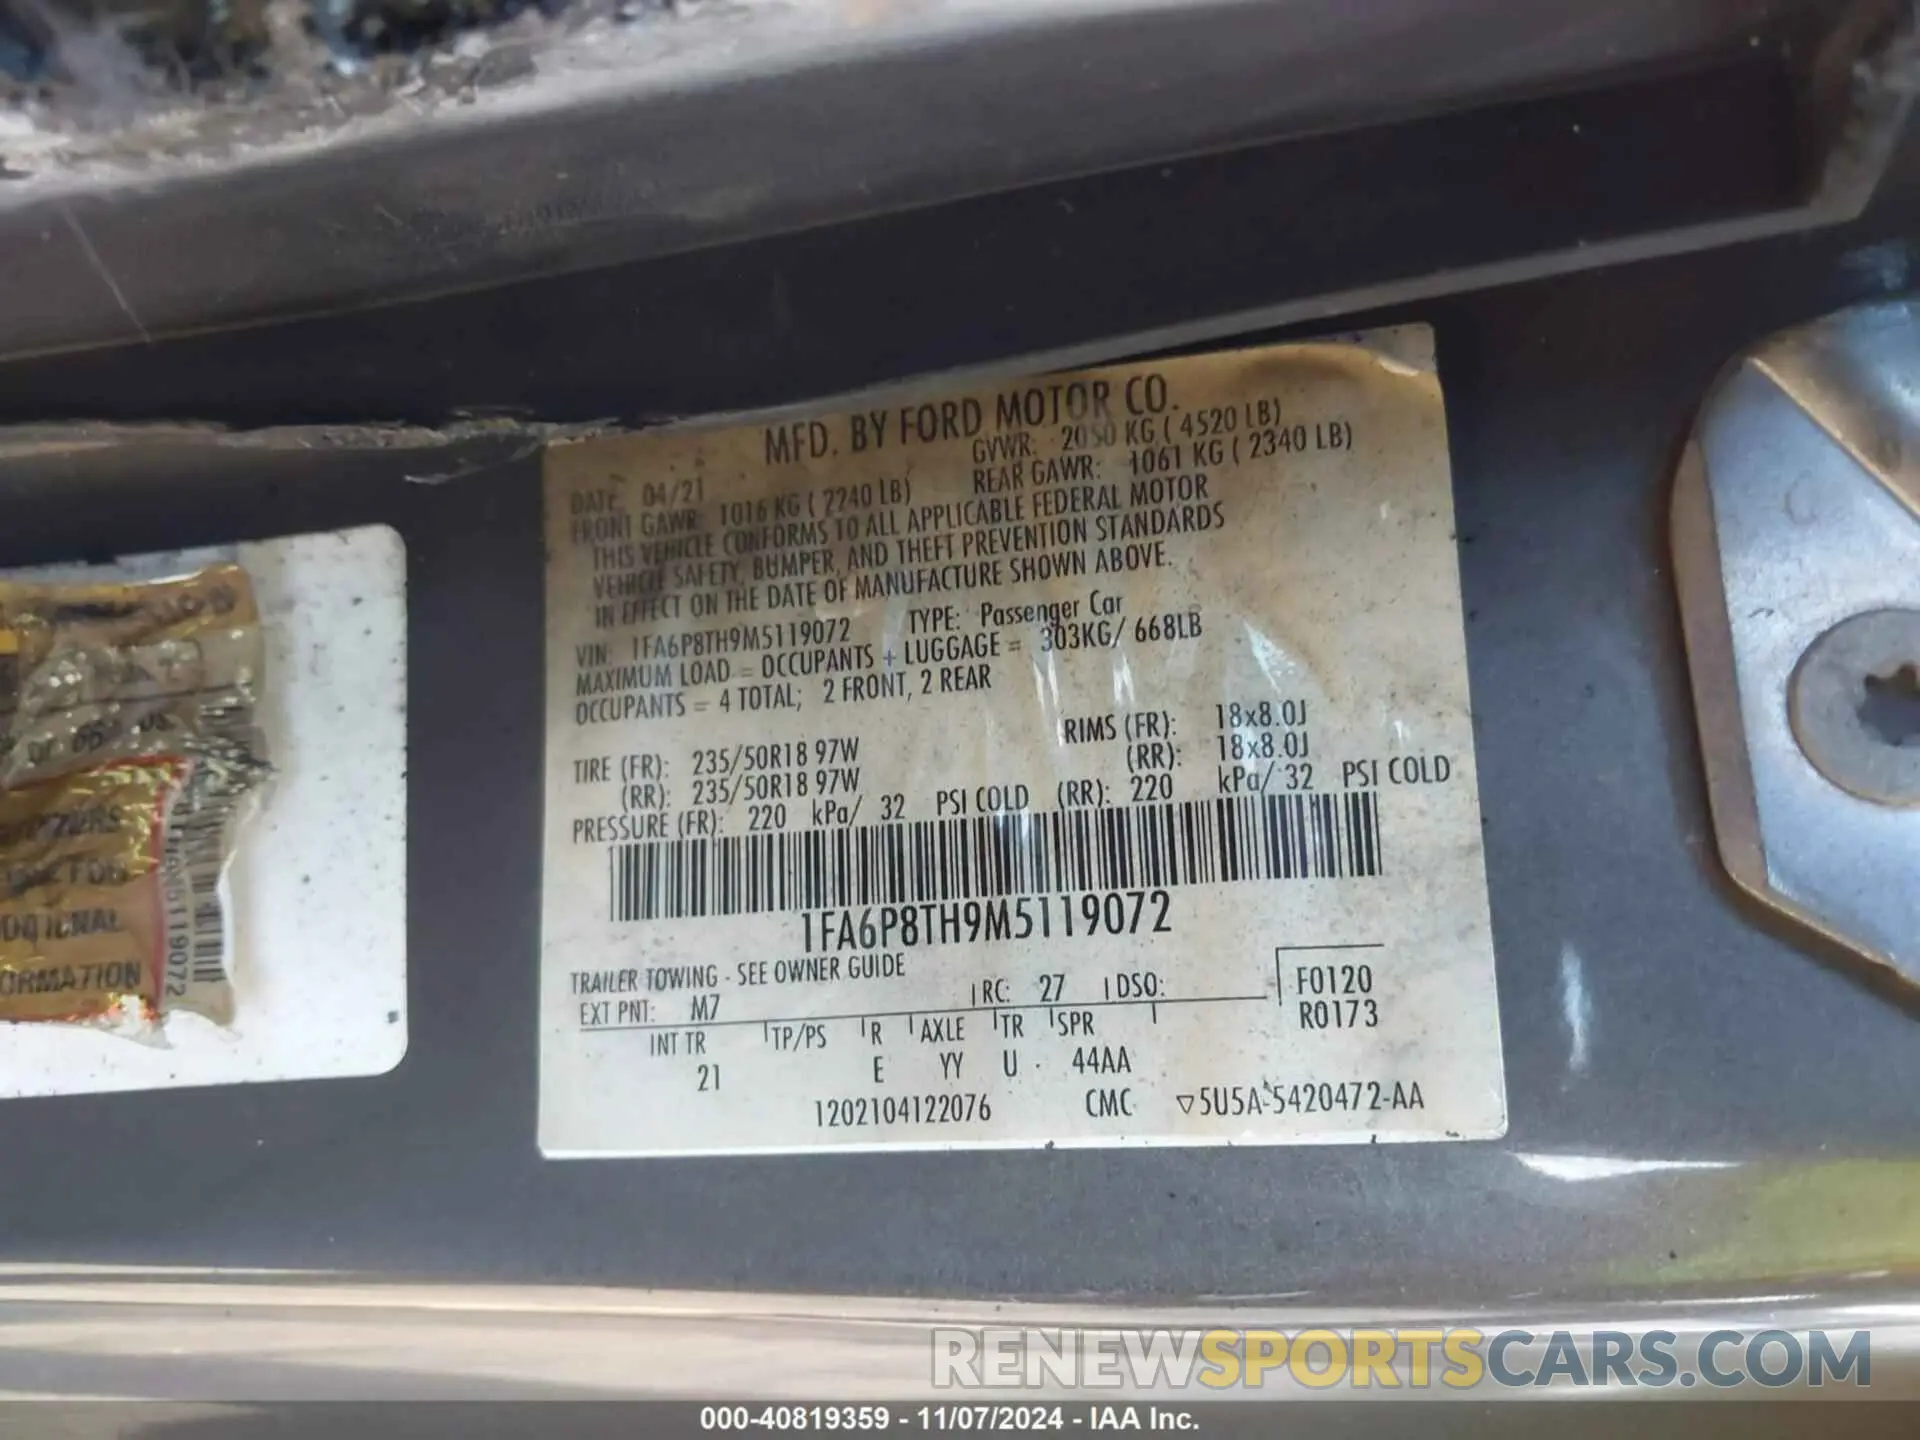 MFD. BY FORD MOTOR CO.
DATE: 04/21 GVWR: 2050 KG ( 4520 LB)
FRONT GAWR: 1016 KG ( 2240 LB) REAR GAWR: 1061 KG ( 2340 LB)
THIS VEHICLE CONFORMS TO ALL APPLICABLE FEDERAL MOTOR
VEHICLE SAFETY, BUMPER, AND THEFT PREVENTION STANDARDS
IN EFFECT ON THE DATE OF MANUFACTURE SHOWN ABOVE.
VIN: 1FA6P8TH9M5119072 TYPE: Passenger Car
MAXIMUM LOAD = OCCUPANTS + LUGGAGE = 303KG/ 668LB
OCCUPANTS = 4 TOTAL; 2 FRONT, 2 REAR
TIRE (FR): 235/50R18 97W RIMS (FR): 18x8.0J
(RR): 235/50R18 97W (RR): 18x8.0J
PRESSURE (FR): 220 kPa/ 32 PSI COLD (RR): 220 kPa/ 32 PSI COLD
1FA6P8TH9M5119072
TRAILER TOWING - SEE OWNER GUIDE
EXT PNT: M7 RC: 27 DSO: F0120
R0173
INT TR TP/PS R AXLE TR SPR
21 E YY U 44AA
1202104122076 CMC ▽5U5A-5420472-AA
ORMATION
119072
RENEWSPORTSCARS.COM
000-40819359 - 11/07/2024 - IAA Inc.